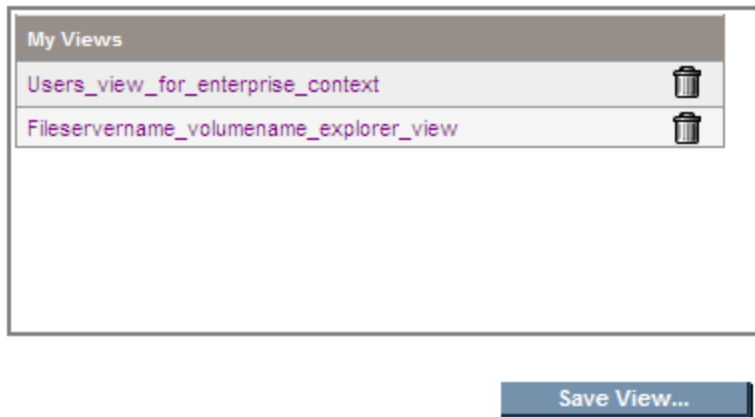 My Views
Users_view_for_enterprise_context
Fileservername_volumename_explorer_view
Save View...